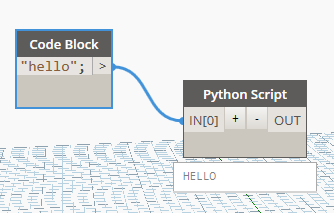 Code Block
"hello"; >
Python Script
IN[0] + - OUT
HELLO